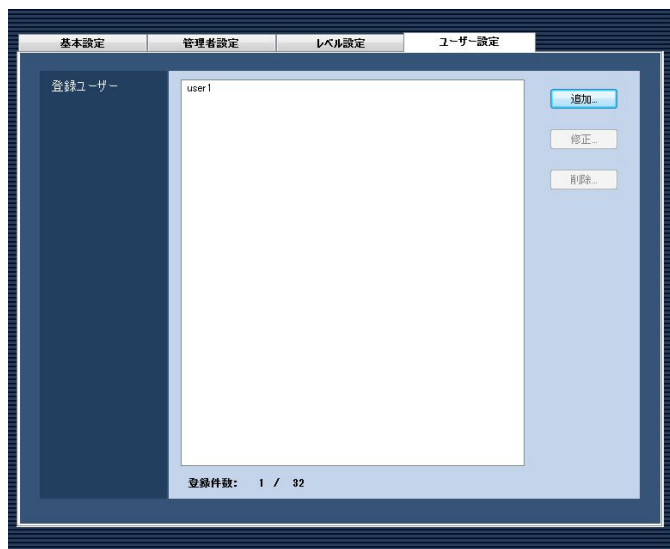 基本設定 管理者設定 レベル設定 ユーザー設定
登録ユーザー
user1
追加...
修正...
削除...
登録件数: 1 / 32